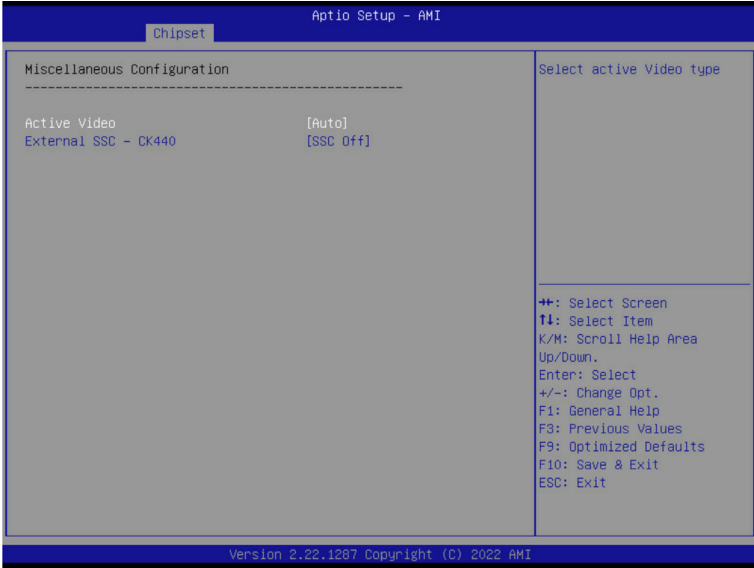 Aptio Setup – AMI
Chipset
Miscellaneous Configuration
--------------------------------------------------
Active Video [Auto]
External SSC – CK440 [SSC Off]
Select active Video type
→←: Select Screen
↑↓: Select Item
K/M: Scroll Help Area
Up/Down.
Enter: Select
+/-: Change Opt.
F1: General Help
F3: Previous Values
F9: Optimized Defaults
F10: Save & Exit
ESC: Exit
Version 2.22.1287 Copyright (C) 2022 AMI